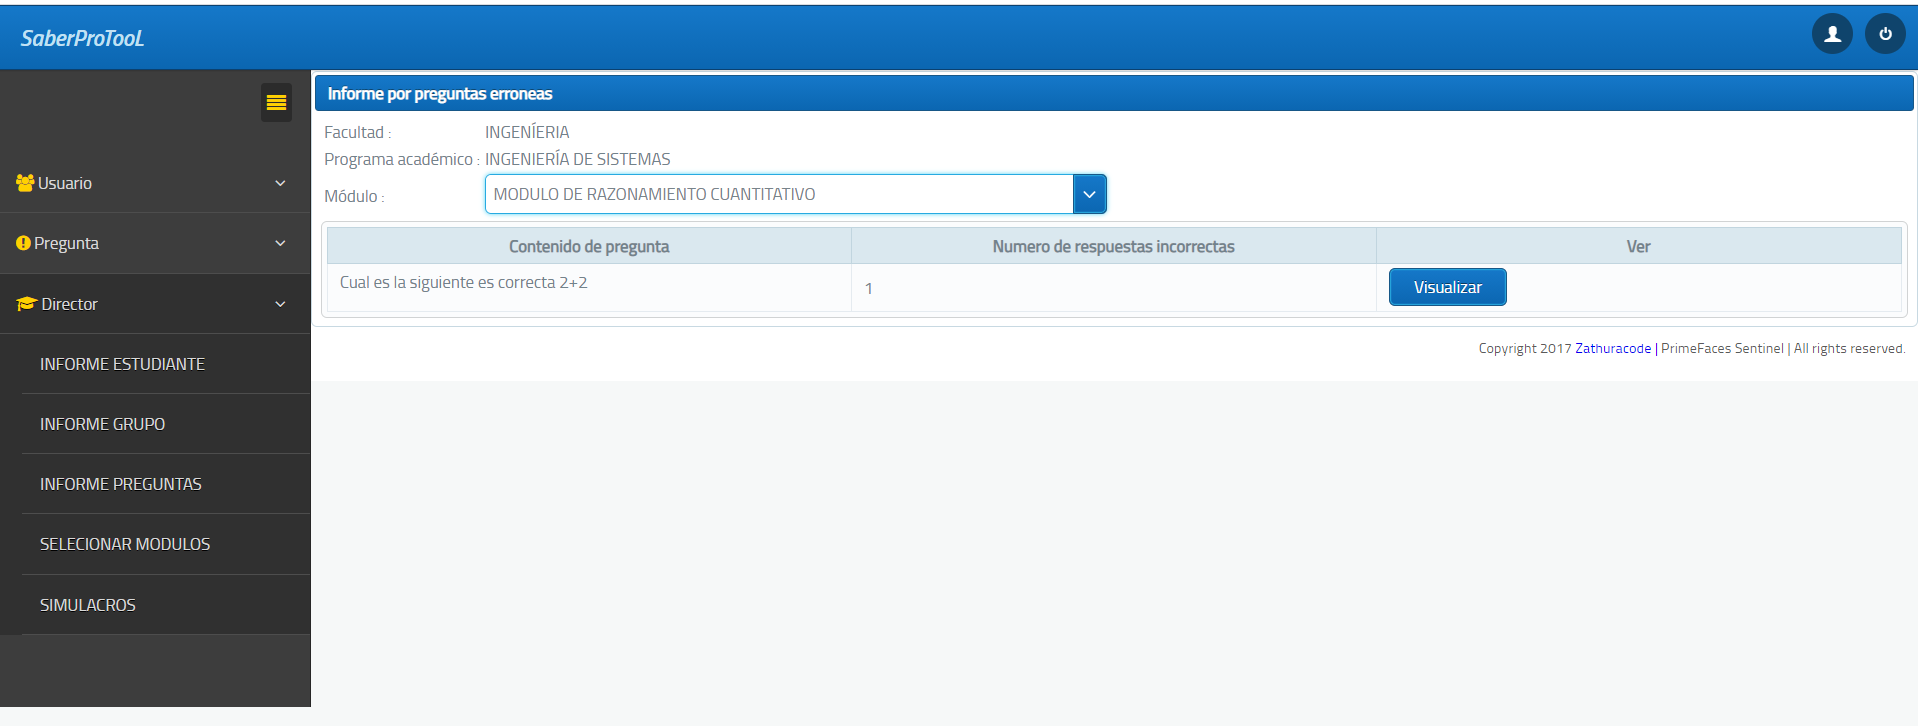 SaberProTooL
Usuario
Pregunta
Director
INFORME ESTUDIANTE
INFORME GRUPO
INFORME PREGUNTAS
SELECIONAR MODULOS
SIMULACROS
Informe por preguntas erroneas
Facultad : INGENÍERIA
Programa académico : INGENIERÍA DE SISTEMAS
Módulo : MODULO DE RAZONAMIENTO CUANTITATIVO
Contenido de pregunta Numero de respuestas incorrectas Ver
Cual es la siguiente es correcta 2+2 1 Visualizar
Copyright 2017 Zathuracode | PrimeFaces Sentinel | All rights reserved.